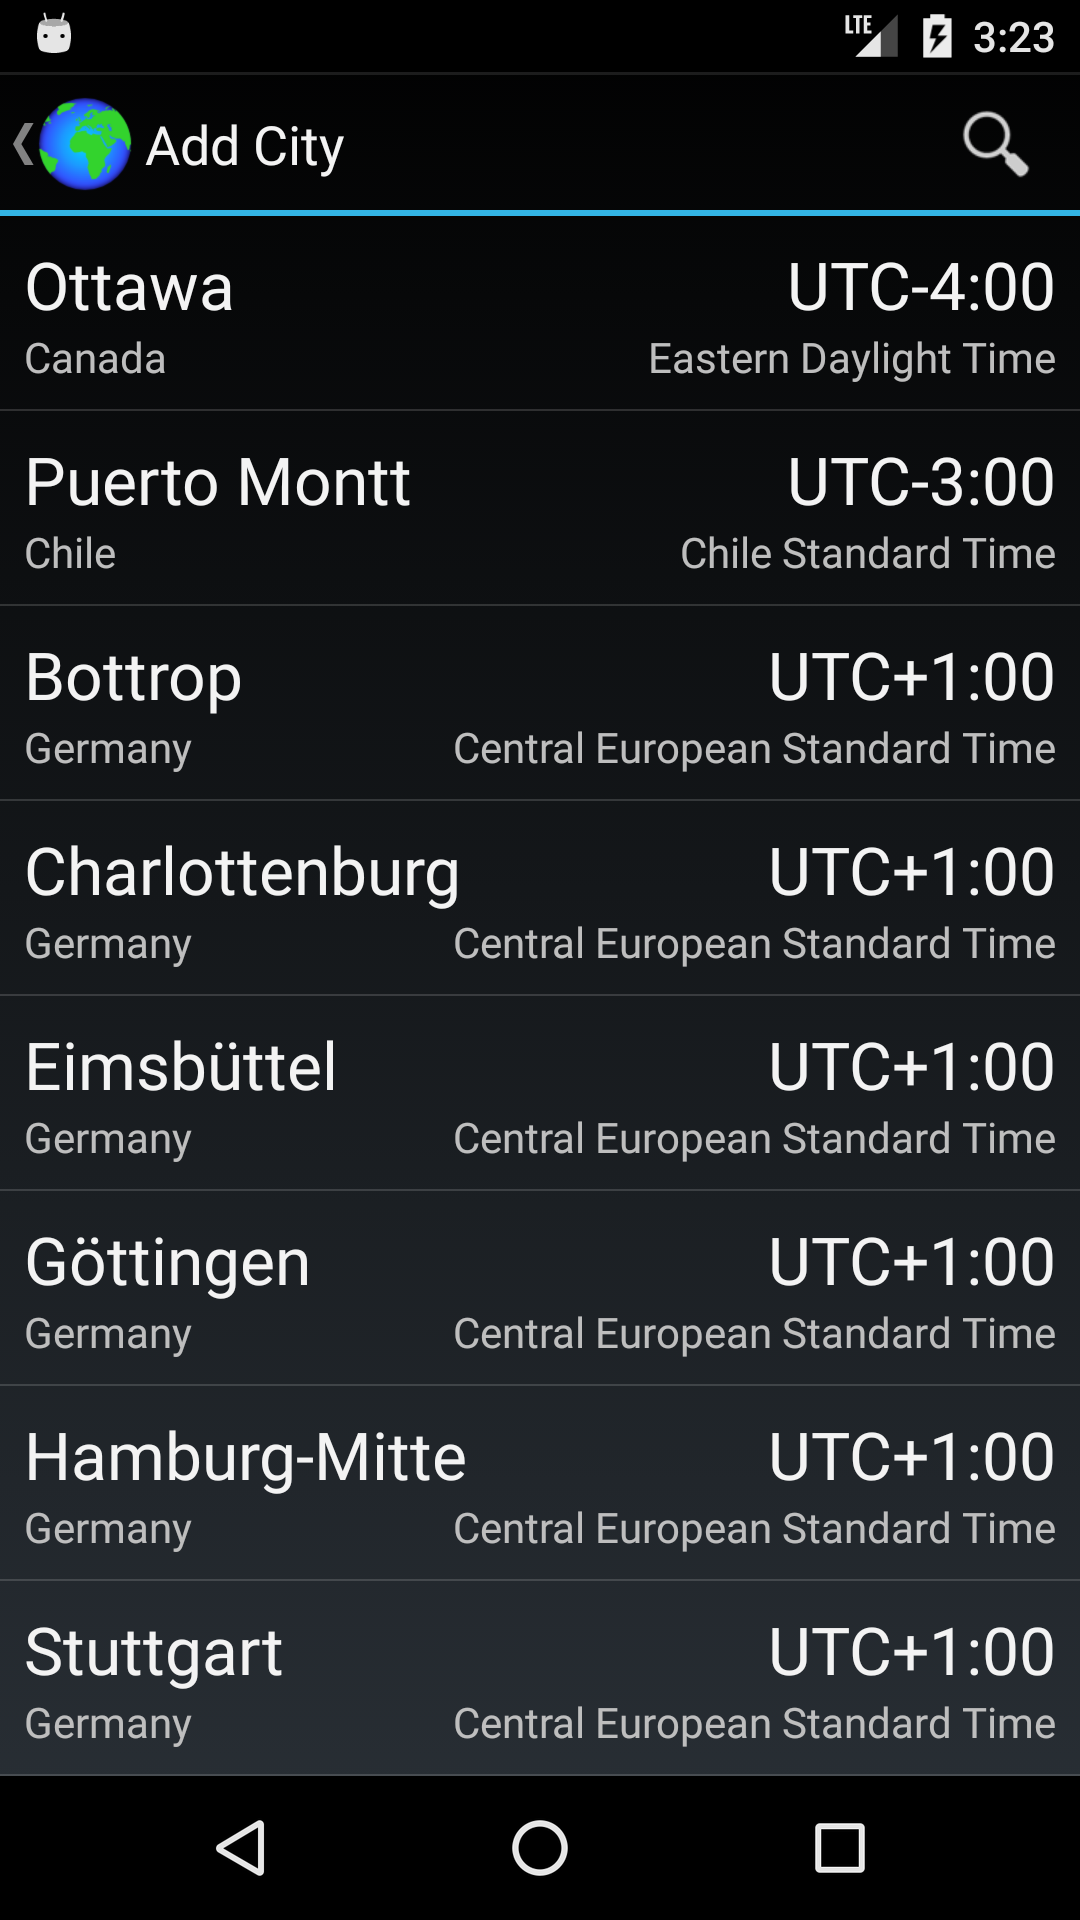 LTE 3:23
Add City
Ottawa UTC-4:00
Canada Eastern Daylight Time
Puerto Montt UTC-3:00
Chile Chile Standard Time
Bottrop UTC+1:00
Germany Central European Standard Time
Charlottenburg UTC+1:00
Germany Central European Standard Time
Eimsbüttel UTC+1:00
Germany Central European Standard Time
Göttingen UTC+1:00
Germany Central European Standard Time
Hamburg-Mitte UTC+1:00
Germany Central European Standard Time
Stuttgart UTC+1:00
Germany Central European Standard Time